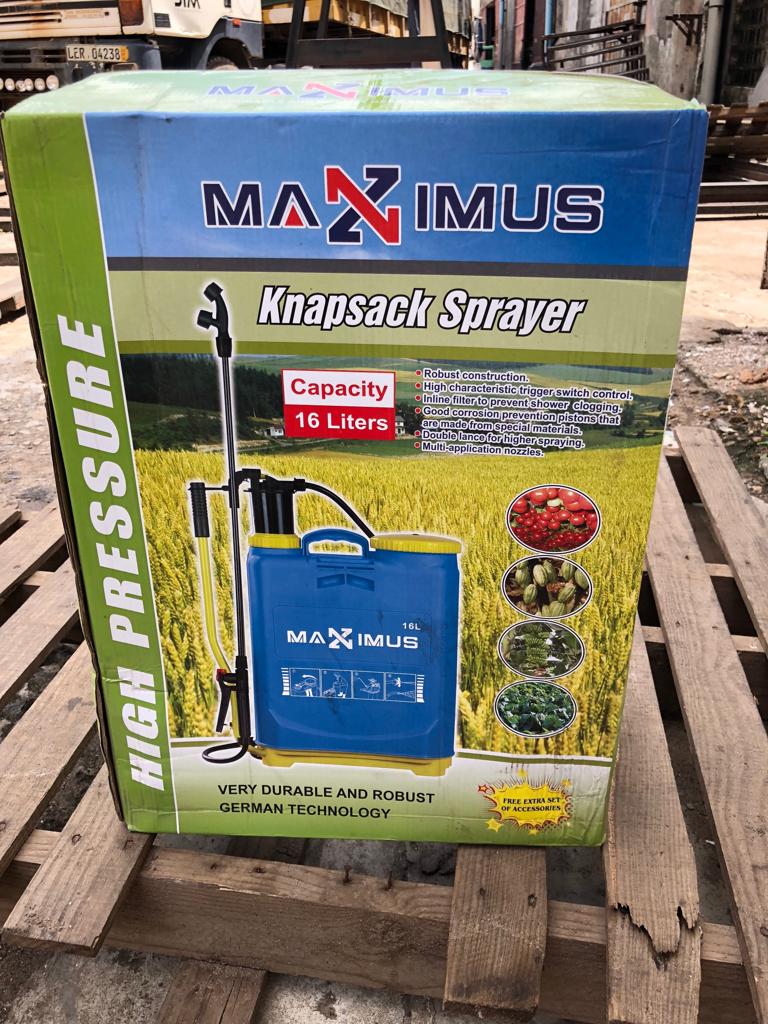 JIM
LER 04238
MAXIMUS
MAXIMUS
Knapsack Sprayer
HIGH PRESSURE
Capacity
16 Liters
• Robust construction.
• High characteristic trigger switch control.
• Inline filter to prevent shower clogging.
• Good corrosion prevention pistons that
are made from special materials.
• Double lance for higher spraying.
• Multi-application nozzles.
16L
MAXIMUS
VERY DURABLE AND ROBUST
GERMAN TECHNOLOGY
FREE EXTRA SET
OF ACCESSORIES